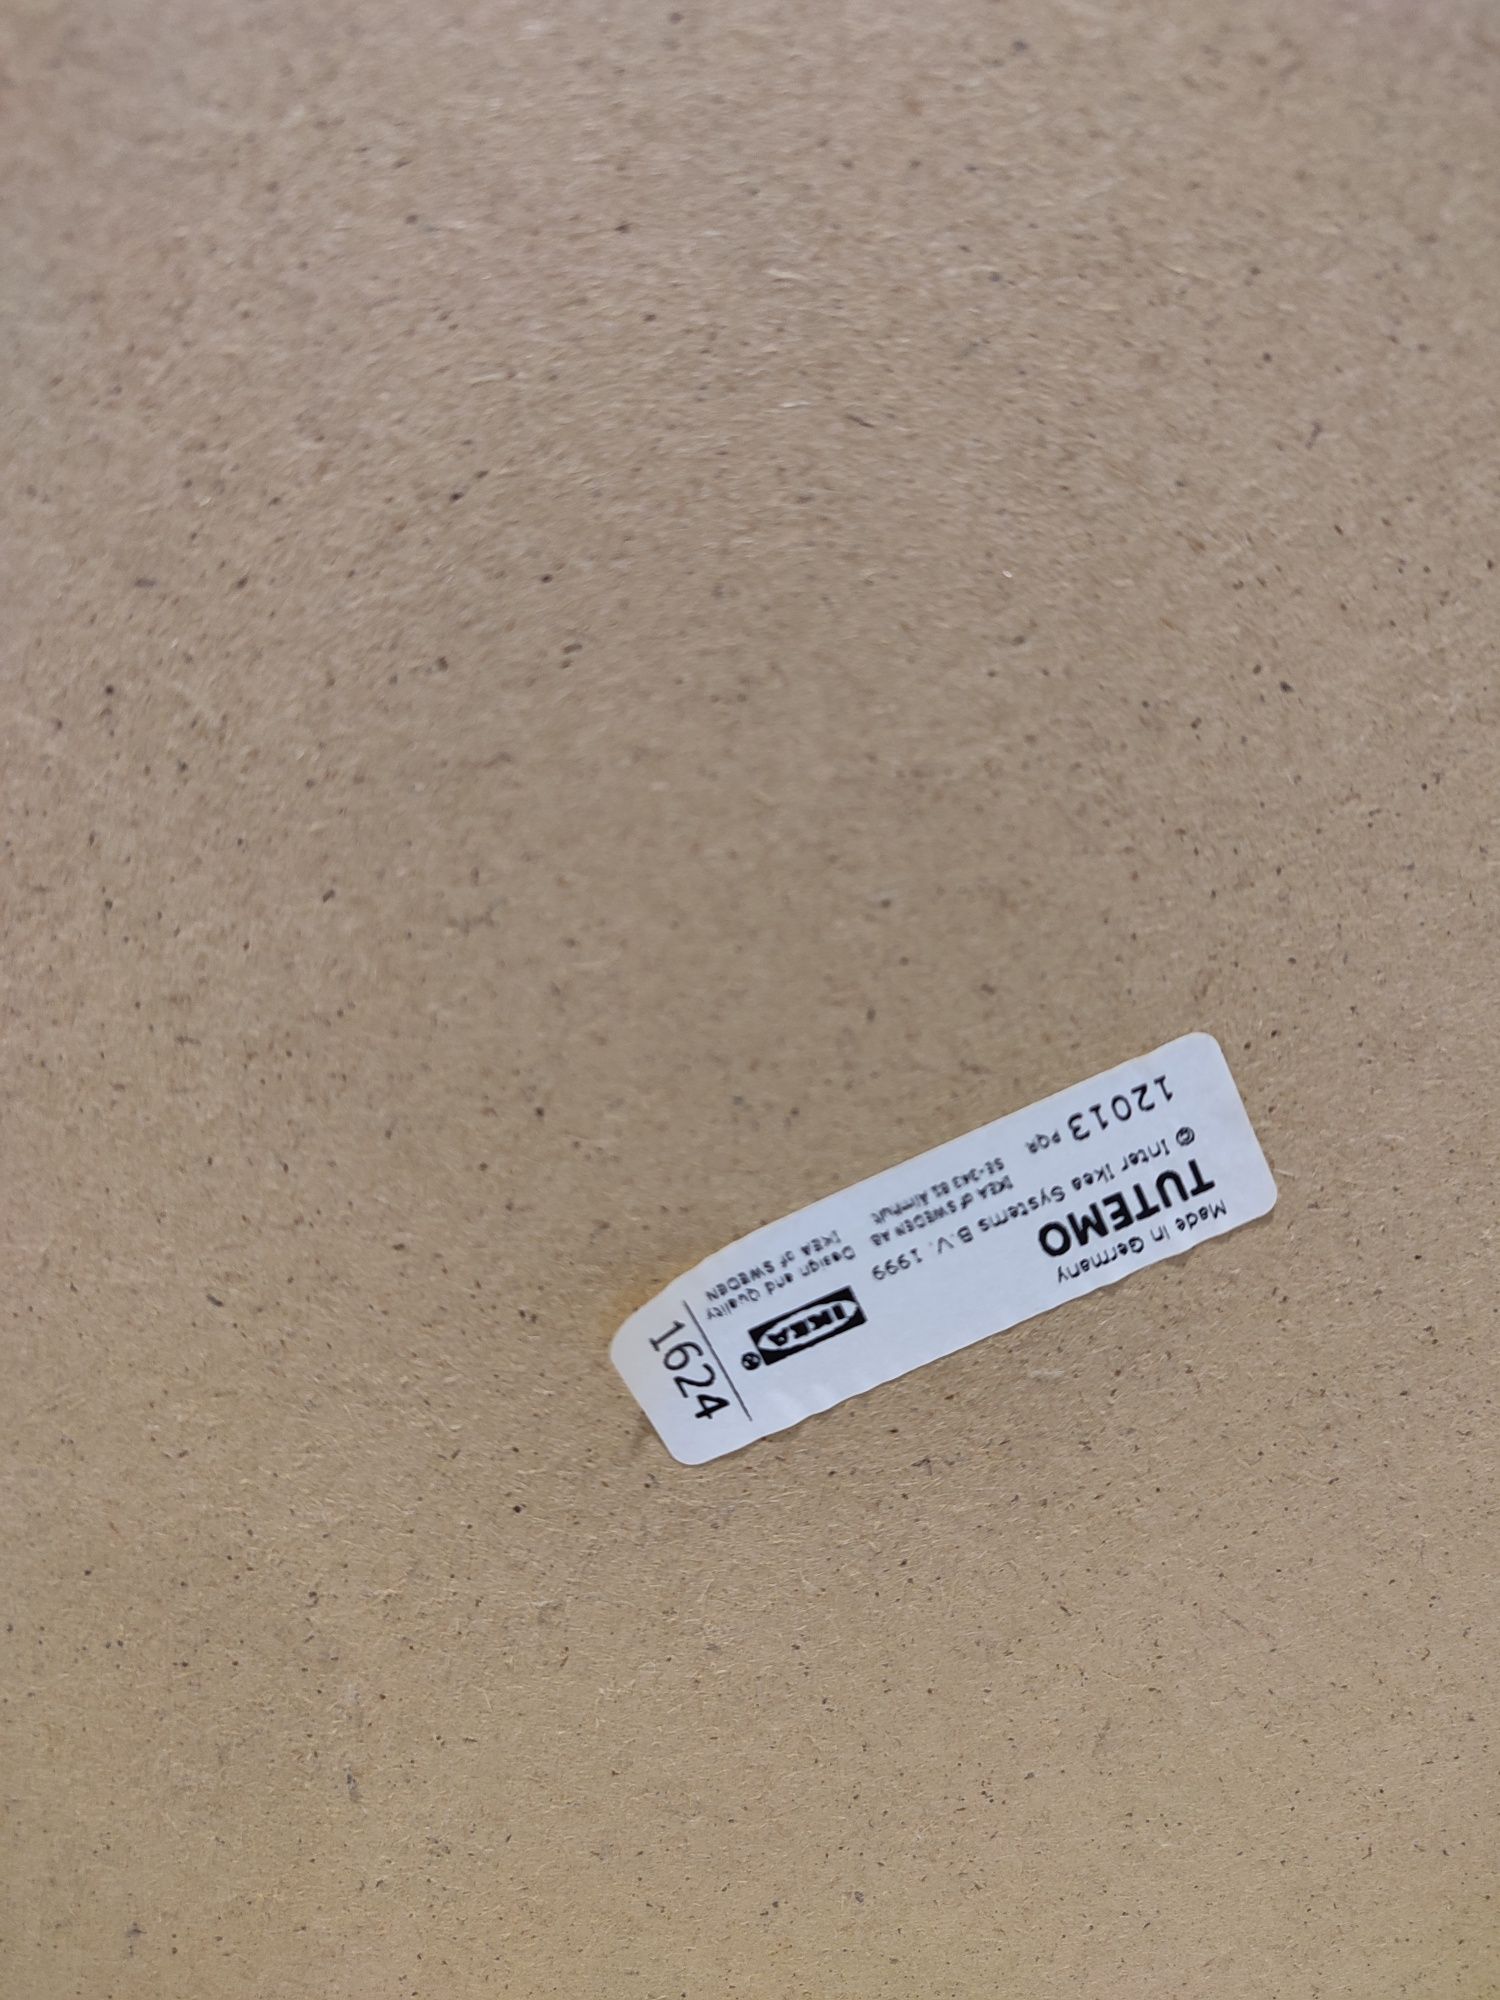 Made in Germany
TUTEMO
© Inter Ikea Systems B.V. 1999
12013 PQR
IKEA of SWEDEN AB
SE-343 81 Älmhult
IKEA®
Design and Quality
IKEA of SWEDEN
1624